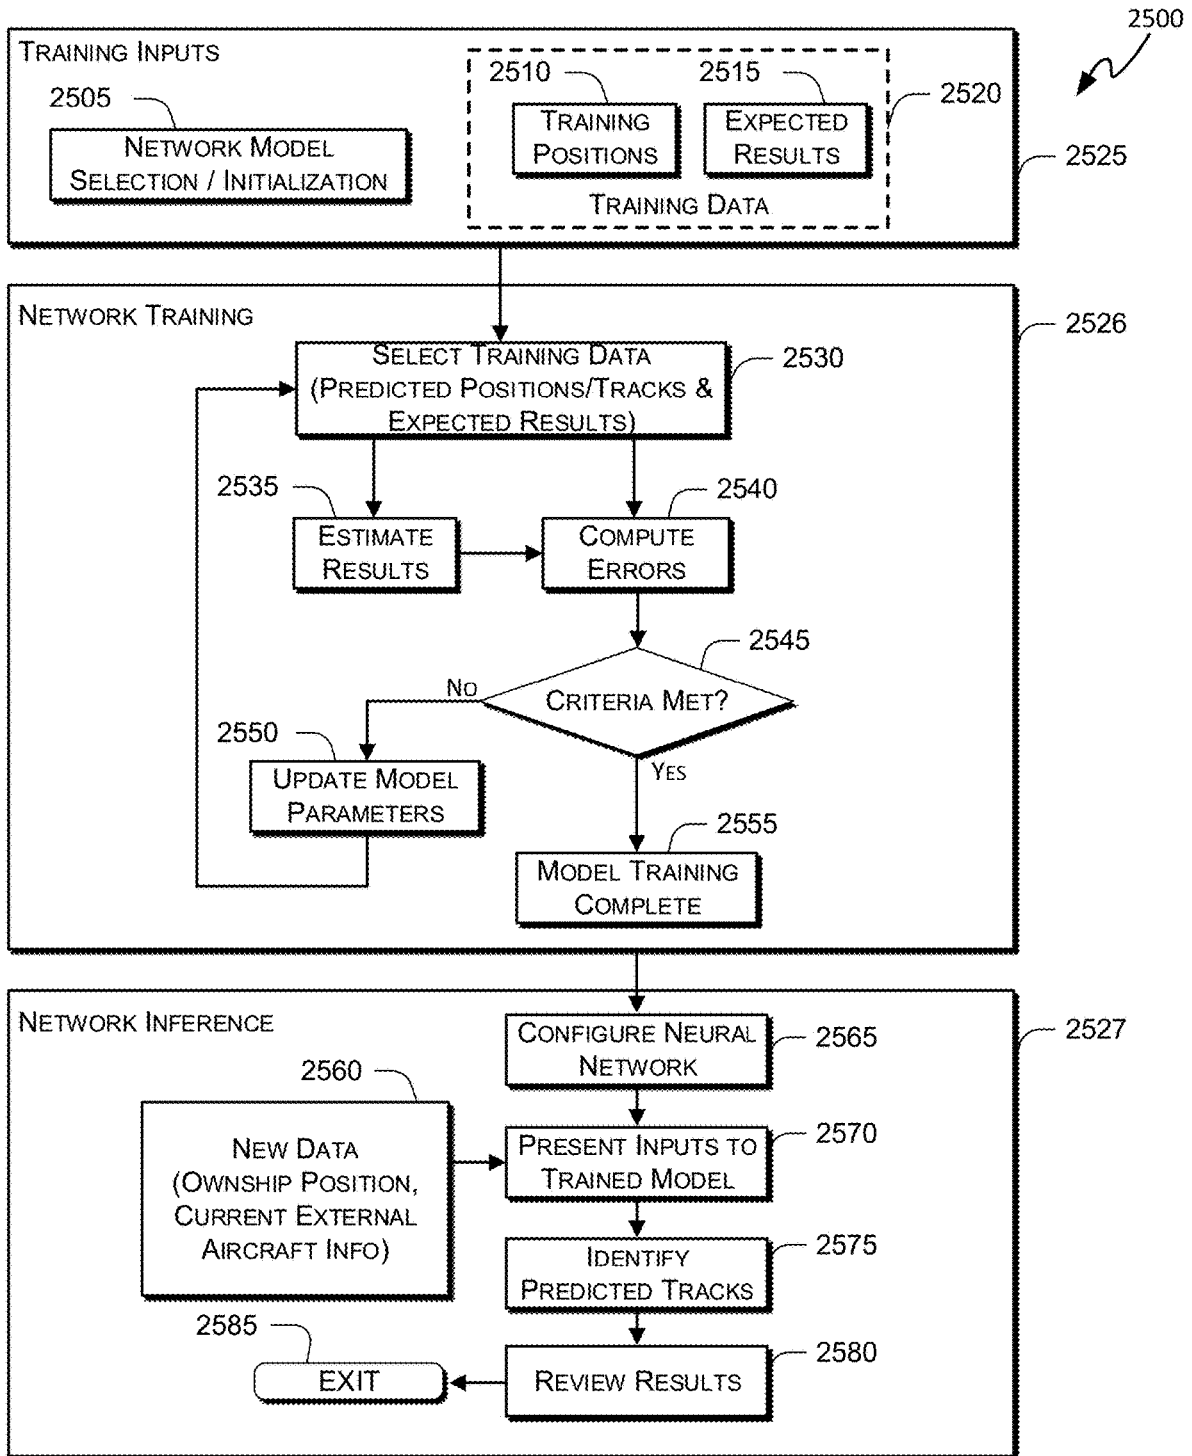 2500
TRAINING INPUTS
2505
NETWORK MODEL
SELECTION / INITIALIZATION
2510
TRAINING
POSITIONS
2515
EXPECTED
RESULTS
TRAINING DATA
2520
2525
NETWORK TRAINING
2526
SELECT TRAINING DATA
(PREDICTED POSITIONS/TRACKS &
EXPECTED RESULTS)
2530
2535
ESTIMATE
RESULTS
2540
COMPUTE
ERRORS
2545
CRITERIA MET?
NO
YES
2550
UPDATE MODEL
PARAMETERS
2555
MODEL TRAINING
COMPLETE
NETWORK INFERENCE
2527
CONFIGURE NEURAL
NETWORK
2565
2560
NEW DATA
(OWNSHIP POSITION,
CURRENT EXTERNAL
AIRCRAFT INFO)
PRESENT INPUTS TO
TRAINED MODEL
2570
IDENTIFY
PREDICTED TRACKS
2575
REVIEW RESULTS
2580
2585
EXIT